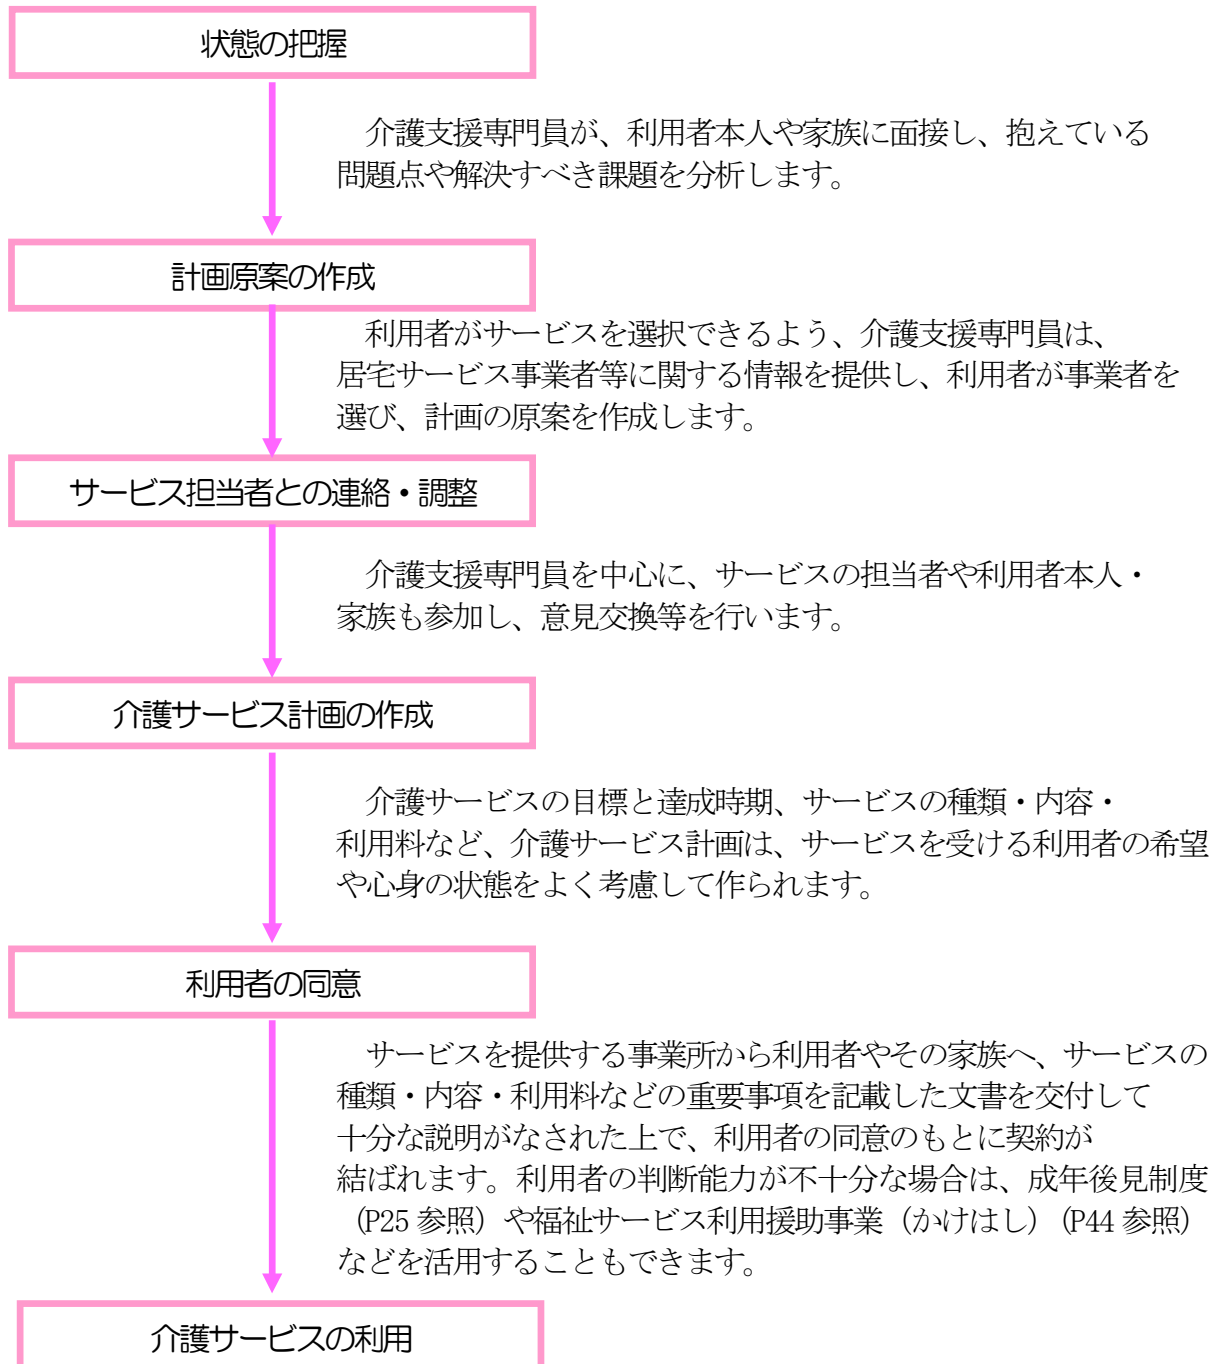 状態の把握
介護支援専門員が、利用者本人や家族に面接し、抱えている
問題点や解決すべき課題を分析します。
計画原案の作成
利用者がサービスを選択できるよう、介護支援専門員は、
居宅サービス事業者等に関する情報を提供し、利用者が事業者を
選び、計画の原案を作成します。
サービス担当者との連絡・調整
介護支援専門員を中心に、サービスの担当者や利用者本人・
家族も参加し、意見交換等を行います。
介護サービス計画の作成
介護サービスの目標と達成時期、サービスの種類・内容・
利用料など、介護サービス計画は、サービスを受ける利用者の希望
や心身の状態をよく考慮して作られます。
利用者の同意
サービスを提供する事業所から利用者やその家族へ、サービスの
種類・内容・利用料などの重要事項を記載した文書を交付して
十分な説明がなされた上で、利用者の同意のもとに契約が
結ばれます。利用者の判断能力が不十分な場合は、成年後見制度
（P25 参照）や福祉サービス利用援助事業（かけはし）（P44 参照）
などを活用することもできます。
介護サービスの利用